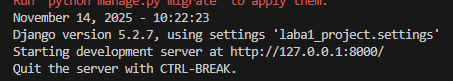 Run 'python manage.py migrate' to apply them.
November 14, 2025 - 10:22:23
Django version 5.2.7, using settings 'laba1_project.settings'
Starting development server at http://127.0.0.1:8000/
Quit the server with CTRL-BREAK.